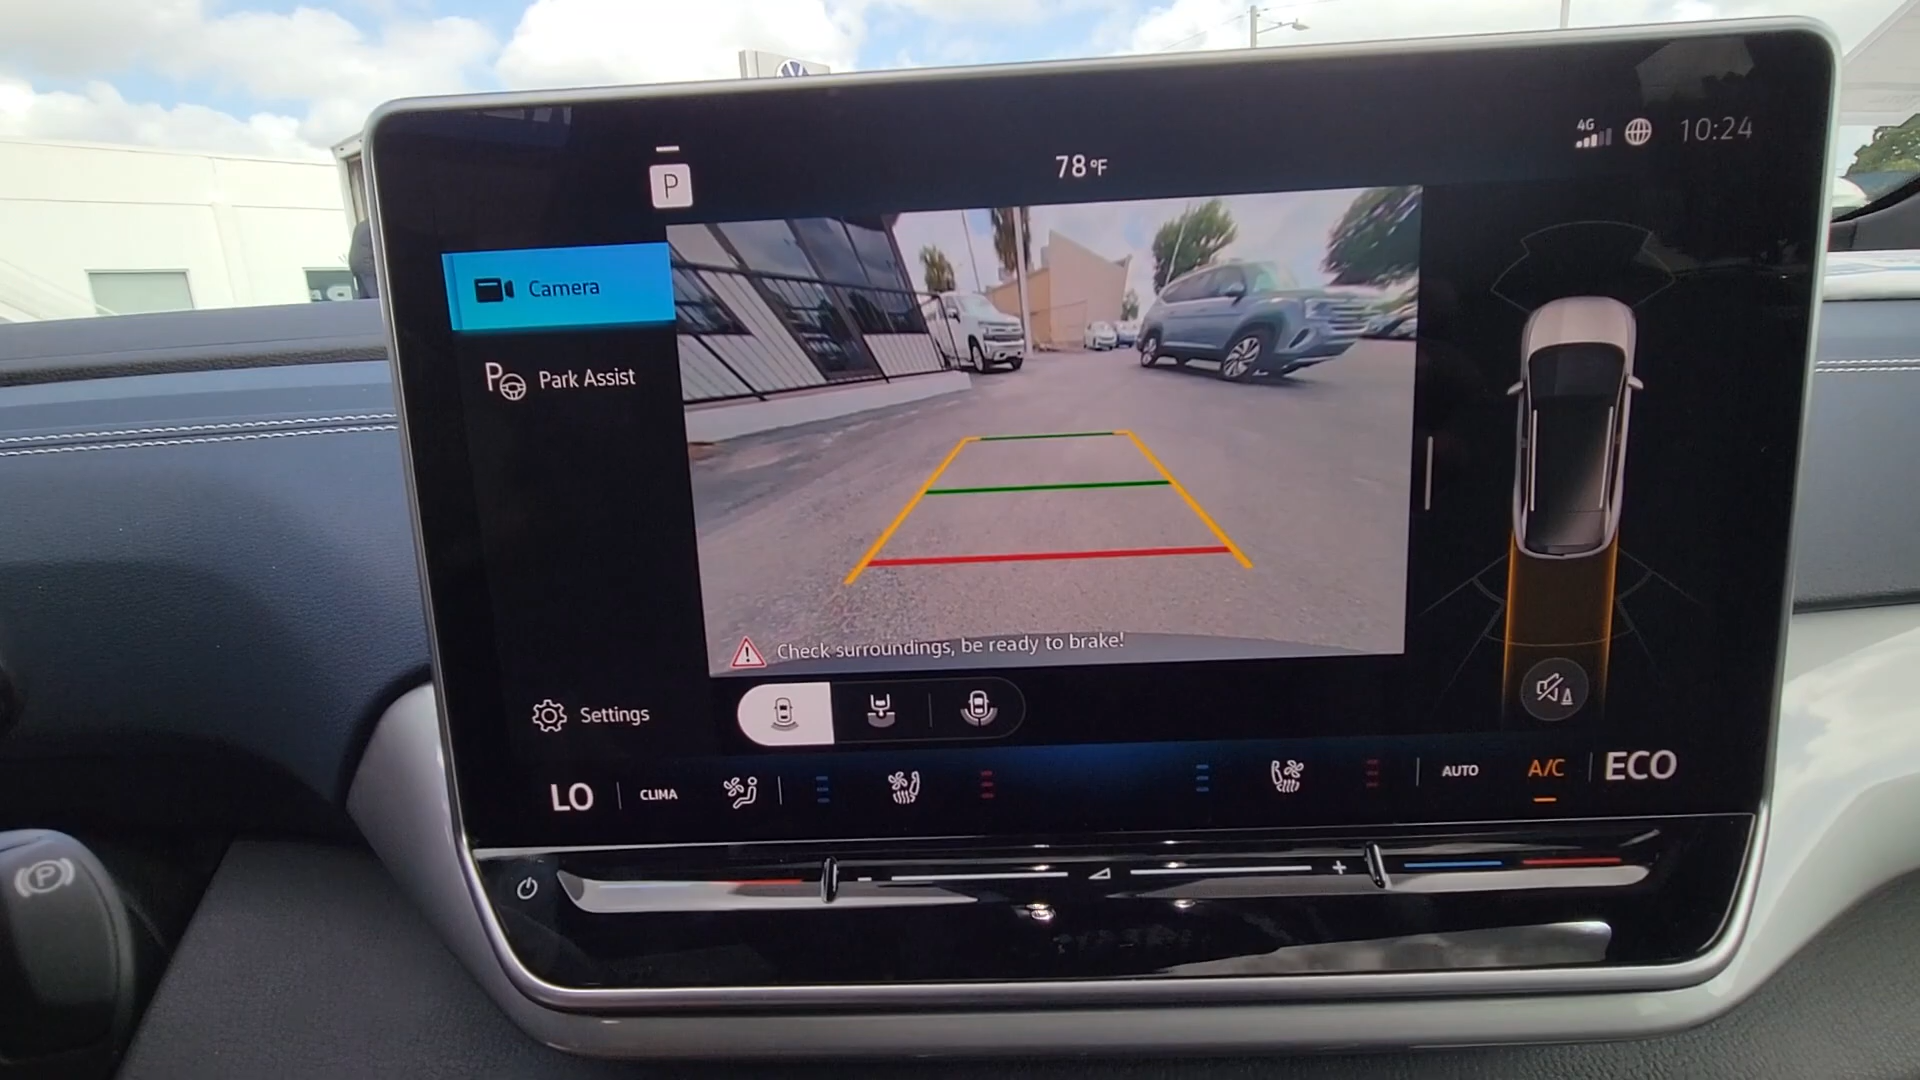 4G
10:24
P
78°F
Camera
P
Park Assist
Check surroundings, be ready to brake!
Settings
LO
CLIMA
AUTO
A/C
ECO
P
- +